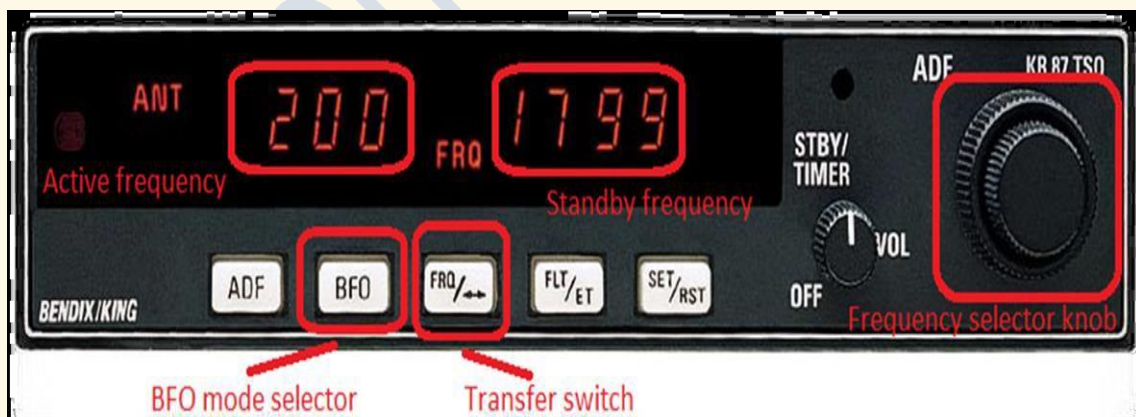 ADF KR 87 TSO
ANT 200 FRQ 1799
Active frequency
Standby frequency
STBY/
TIMER
VOL
OFF
ADF BFO FRQ/↔ FLT/ET SET/RST
BENDIX/KING
Frequency selector knob
BFO mode selector
Transfer switch